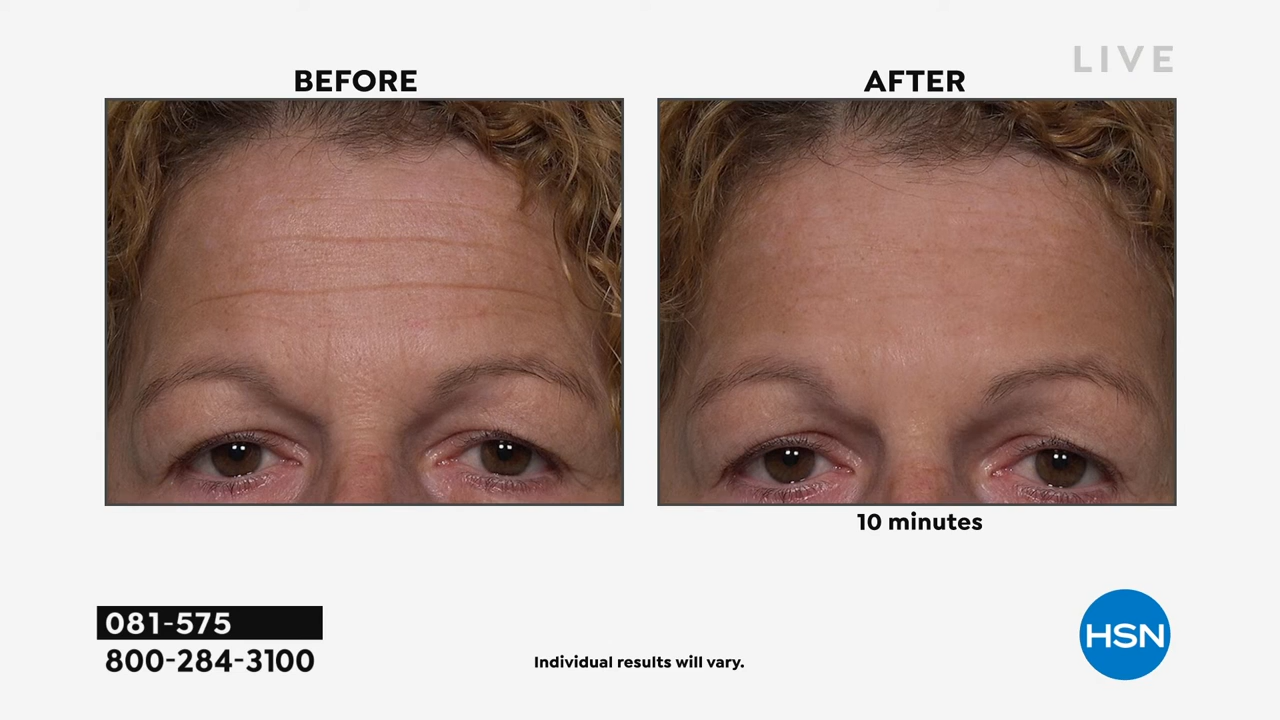 LIVE
BEFORE
AFTER
10 minutes
081-575
800-284-3100
Individual results will vary.
HSN